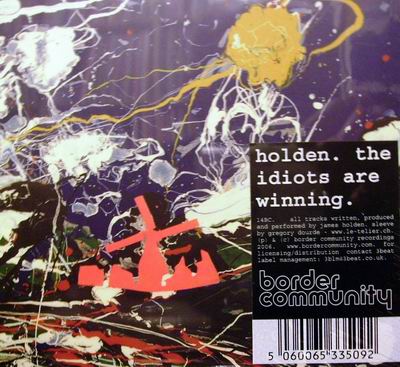 holden. the
idiots are
winning.
14BC. all tracks written, produced
and performed by james holden. sleeve
by gregory dourde - www.le-telier.ch.
(p) & (c) border community recordings
2006. www.bordercommunity.com. for
licensing/distribution contact 3beat
label management: 3blm@3beat.co.uk.
border
community
5 060065 335092